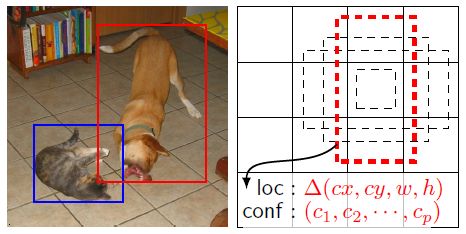 loc : Δ(cx, cy, w, h)
conf : (c₁, c₂, ⋯, cₚ)